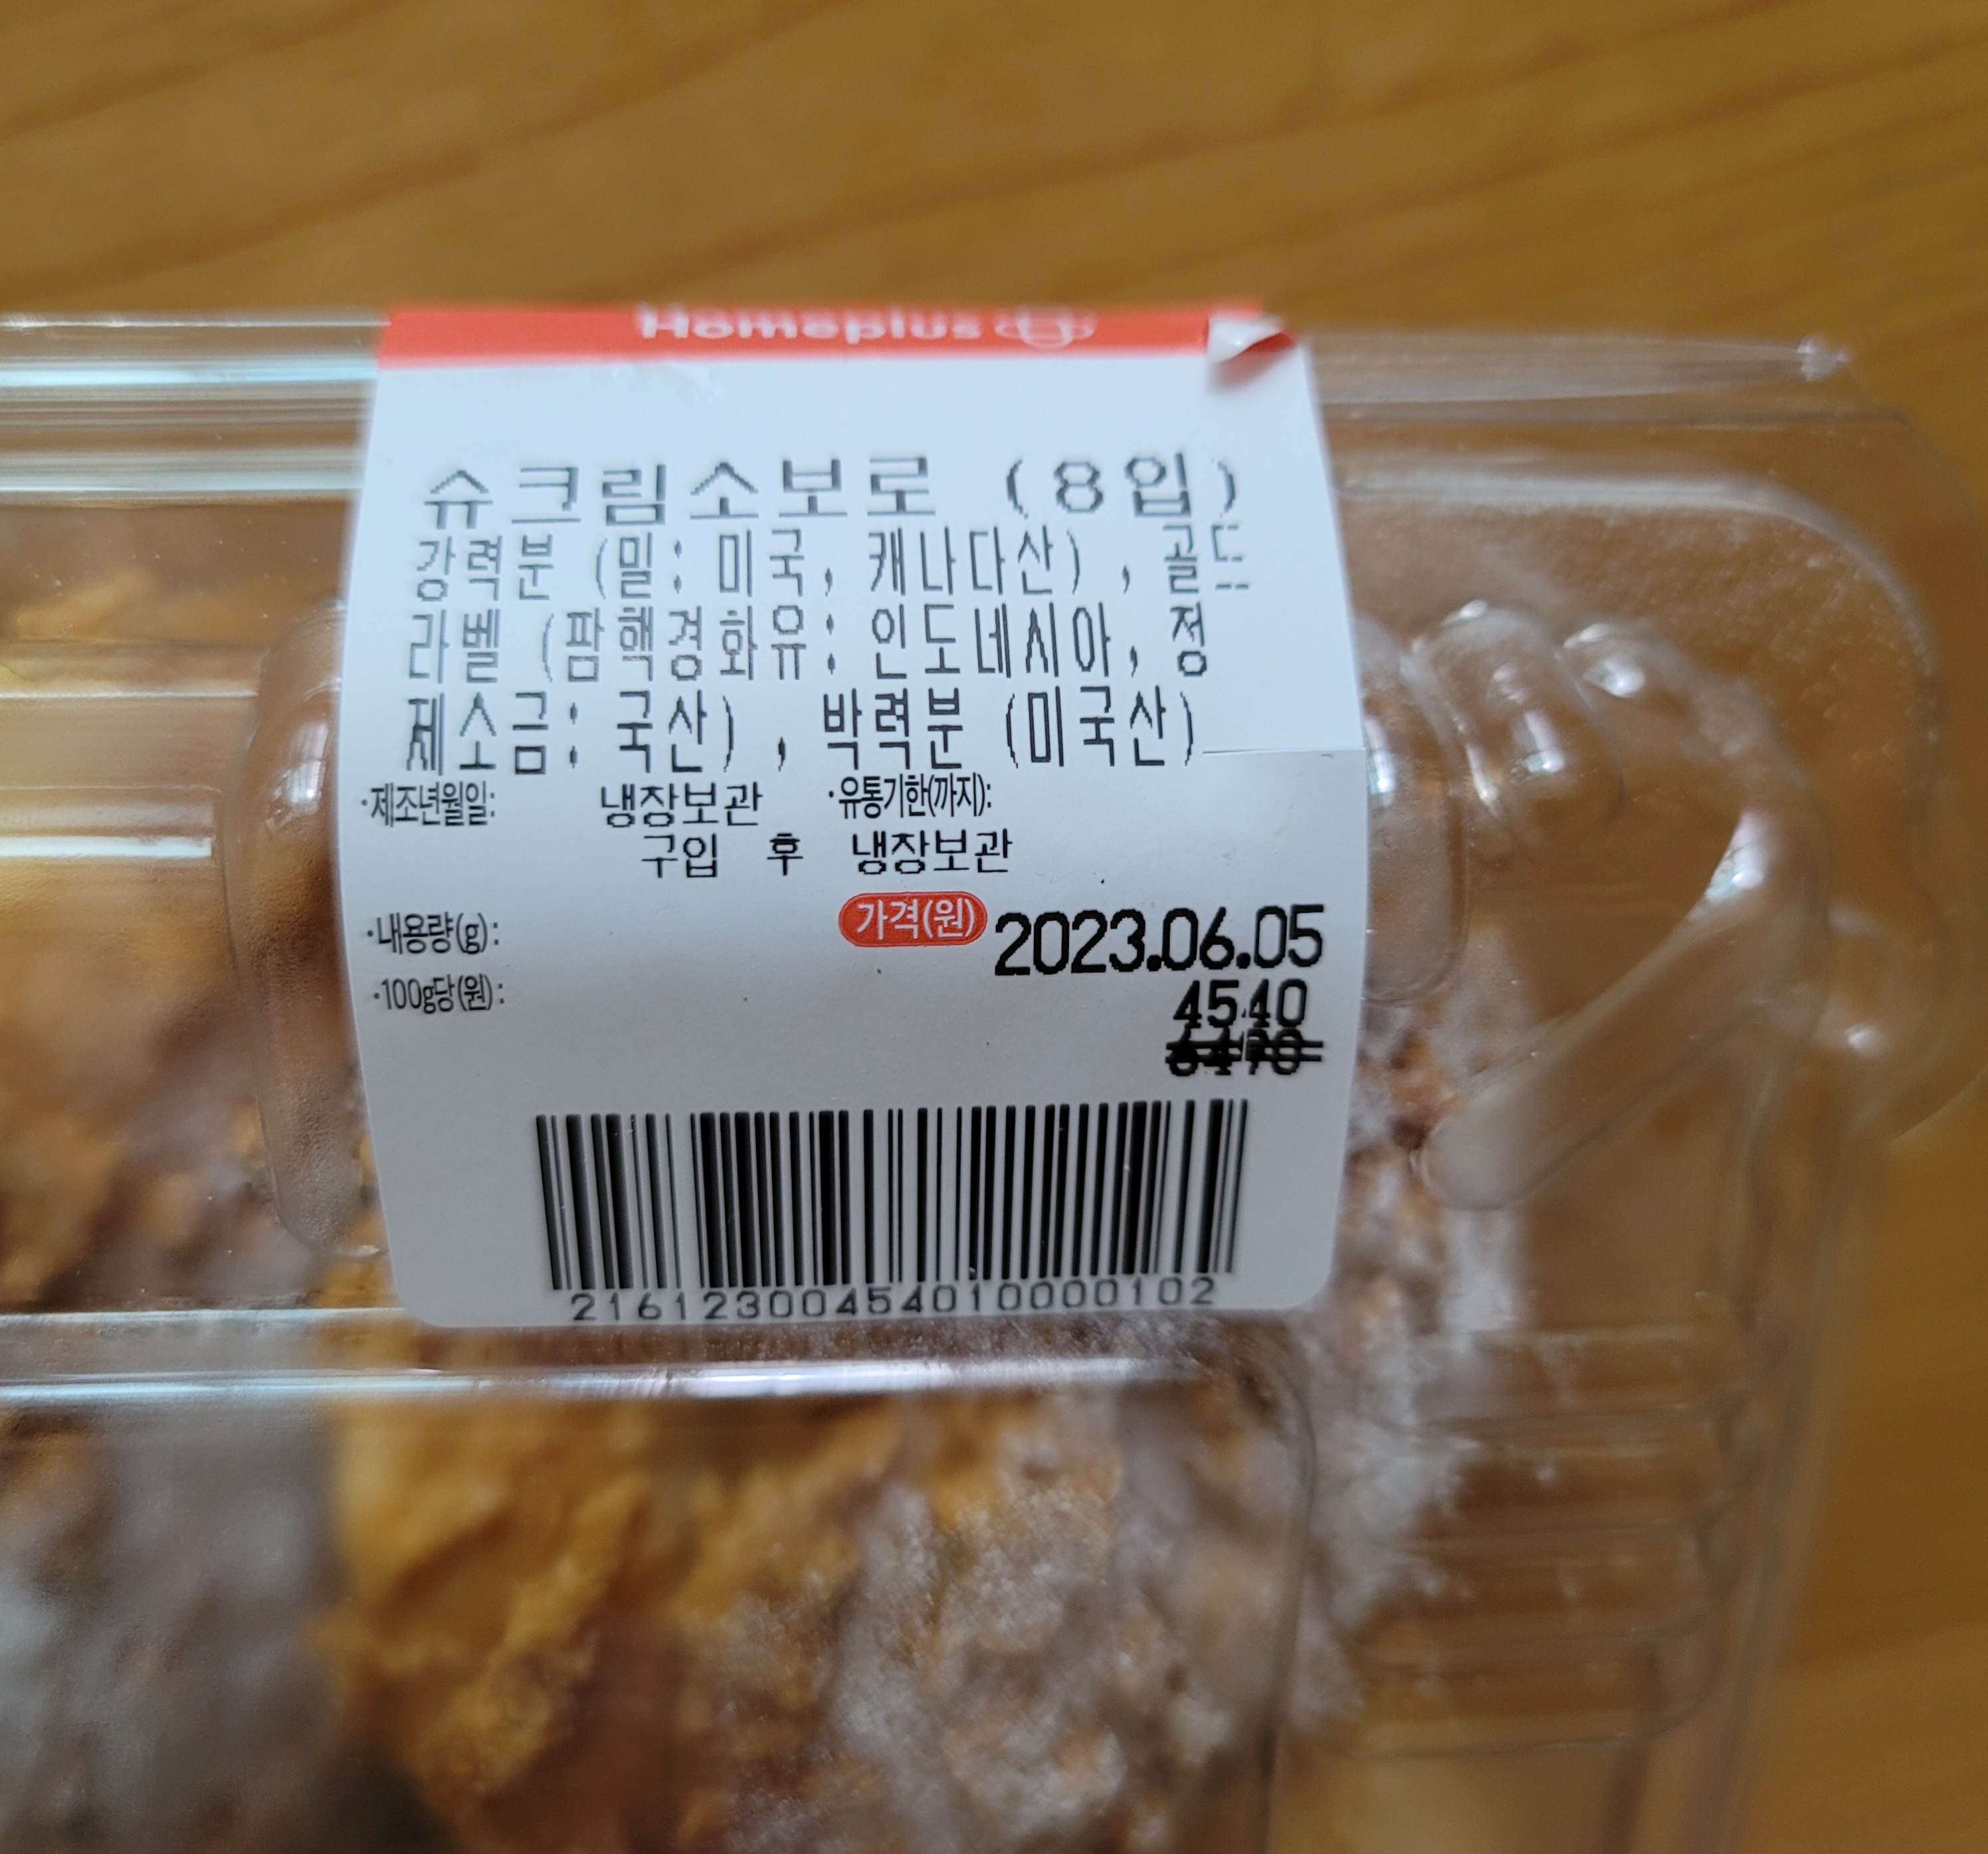 Homeplus
슈크림소보로 (8입)
강력분 (밀: 미국, 캐나다산) , 골드
라벨 (팜핵경화유: 인도네시아, 정
제소금: 국산) , 박력분 (미국산)
·제조년월일: 냉장보관 ·유통기한(까지):
구입 후 냉장보관
·내용량(g): 가격(원) 2023.06.05
·100g당(원): 4540
6490
21612300454010000102